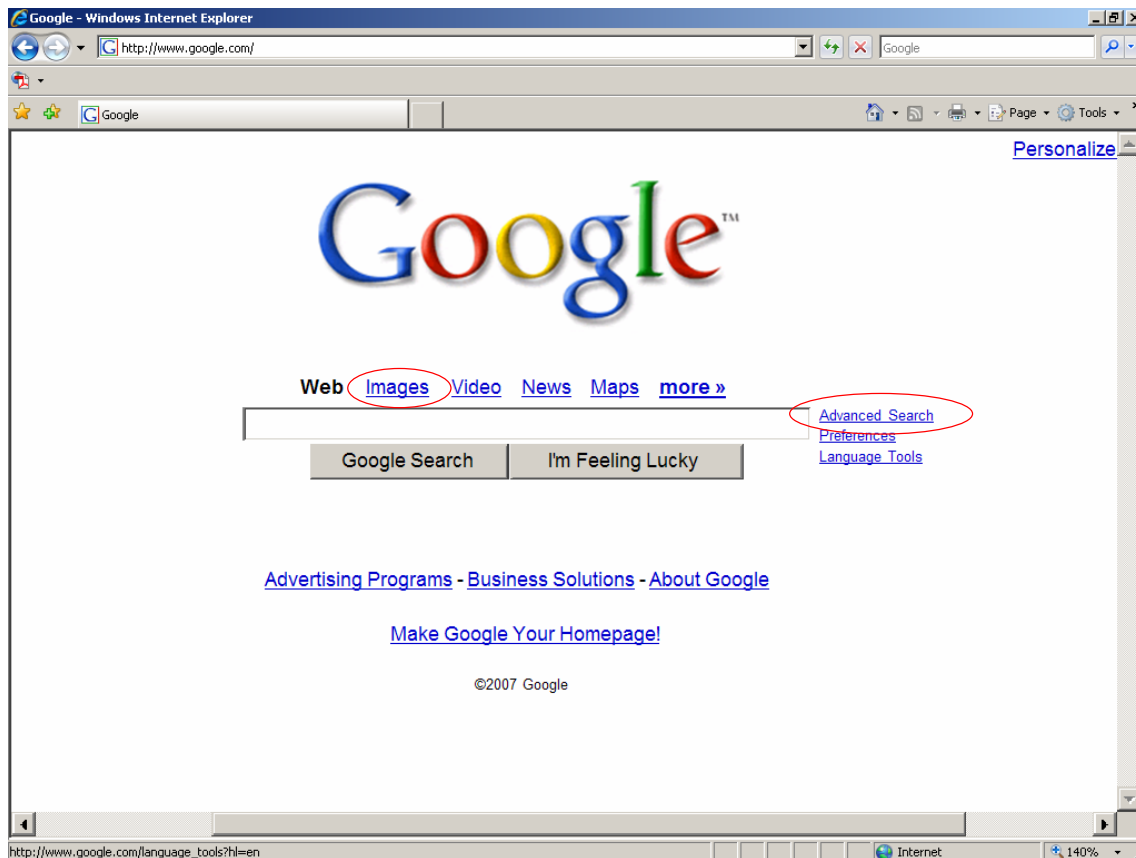 Google - Windows Internet Explorer
http://www.google.com/
Google
Google
Page
Tools
Personalize
Google™
Web Images Video News Maps more »
Advanced Search
Preferences
Language Tools
Google Search I'm Feeling Lucky
Advertising Programs - Business Solutions - About Google
Make Google Your Homepage!
©2007 Google
http://www.google.com/language_tools?hl=en Internet 140%